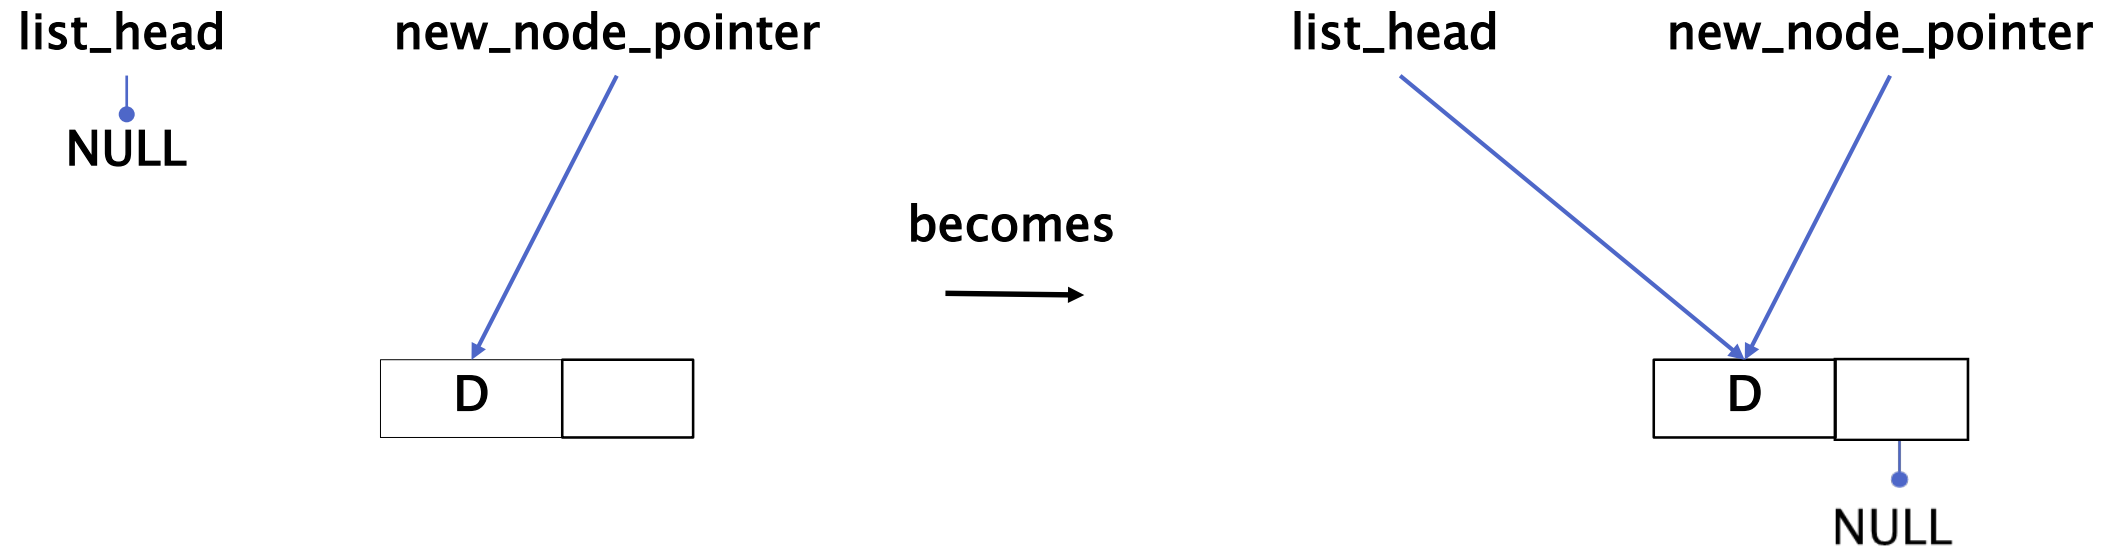 list_head new_node_pointer
NULL
D
becomes
list_head new_node_pointer
D
NULL